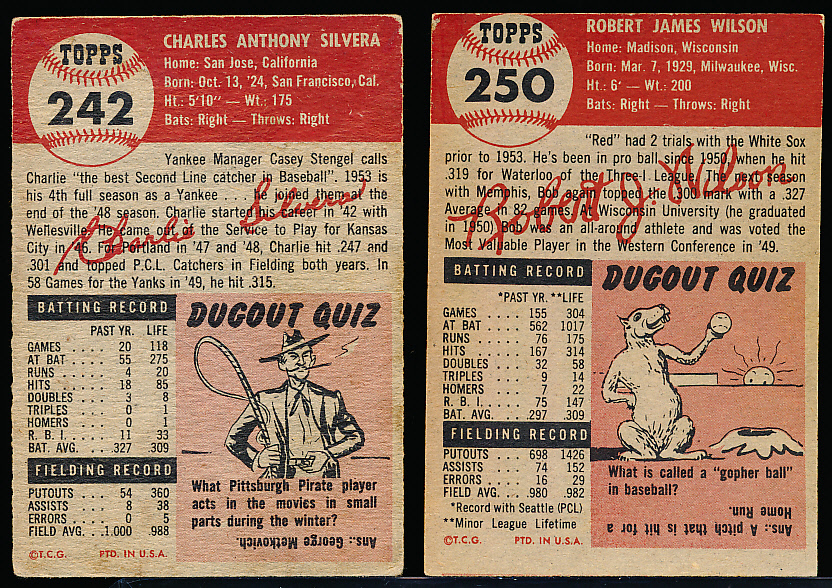 TOPPS
242
CHARLES ANTHONY SILVERA
Home: San Jose, California
Born: Oct. 13, '24, San Francisco, Cal.
Ht.: 5'10" — Wt.: 175
Bats: Right — Throws: Right
Yankee Manager Casey Stengel calls
Charlie "the best Second Line catcher in Baseball". 1953 is
his 4th full season as a Yankee . . . he joined them at the
end of the '48 season. Charlie started his career in '42 with
Wellesville. He came out of the Service to Play for Kansas
City in '46. For Portland in '47 and '48, Charlie hit .247 and
.301 and topped P.C.L. Catchers in Fielding both years. In
58 Games for the Yanks in '49, he hit .315.
Charlie Silvera
BATTING RECORD
PAST YR. LIFE
GAMES . . . . 20 118
AT BAT . . . . 55 275
RUNS . . . . 4 20
HITS . . . . 18 85
DOUBLES . . . 3 8
TRIPLES . . . 0 1
HOMERS . . . 0 1
R. B. I. . . . . 11 33
BAT. AVG. . . .327 .309
FIELDING RECORD
PUTOUTS . . . 54 360
ASSISTS . . . 8 38
ERRORS . . . 0 5
FIELD AVG. . .1.000 .988
©T.C.G. PTD. IN U.S.A.
DUGOUT QUIZ
What Pittsburgh Pirate player
acts in the movies in small
parts during the winter?
Ans.: George Metkovich.
TOPPS
250
ROBERT JAMES WILSON
Home: Madison, Wisconsin
Born: Mar. 7, 1929, Milwaukee, Wisc.
Ht.: 6' — Wt.: 200
Bats: Right — Throws: Right
"Red" had 2 trials with the White Sox
prior to 1953. He's been in pro ball since 1950, when he hit
.319 for Waterloo of the Three I League. The next season
with Memphis, Bob again topped the .300 mark with a .327
Average in 82 games. At Wisconsin University (he graduated
in 1950) Bob was an all-around athlete and was voted the
Most Valuable Player in the Western Conference in '49.
Robert J. Wilson
BATTING RECORD
*PAST YR. **LIFE
GAMES 155 304
AT BAT 562 1017
RUNS 76 175
HITS 167 314
DOUBLES 32 58
TRIPLES 9 14
HOMERS 7 22
R. B. I. 75 147
BAT. AVG. .297 .309
FIELDING RECORD
PUTOUTS 698 1426
ASSISTS 74 152
ERRORS 16 29
FIELD AVG. .980 .982
*Record with Seattle (PCL)
**Minor League Lifetime
©T.C.G. PTD. IN U.S.A.
DUGOUT QUIZ
What is called a "gopher ball"
in baseball?
Ans.: A pitch that is hit for a
Home Run.